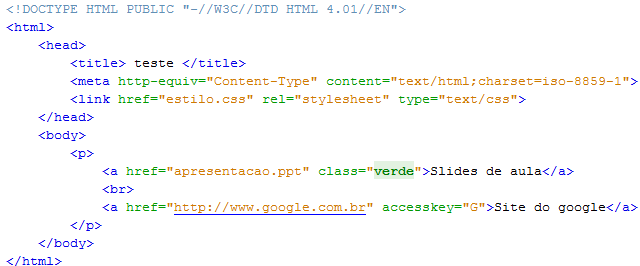 <!DOCTYPE HTML PUBLIC "-//W3C//DTD HTML 4.01//EN">
<html>
    <head>
        <title> teste </title>
        <meta http-equiv="Content-Type" content="text/html;charset=iso-8859-1">
        <link href="estilo.css" rel="stylesheet" type="text/css">
    </head>
    <body>
        <p>
            <a href="apresentacao.ppt" class="verde">Slides de aula</a>
            <br>
            <a href="http://www.google.com.br" accesskey="G">Site do google</a>
        </p>
    </body>
</html>